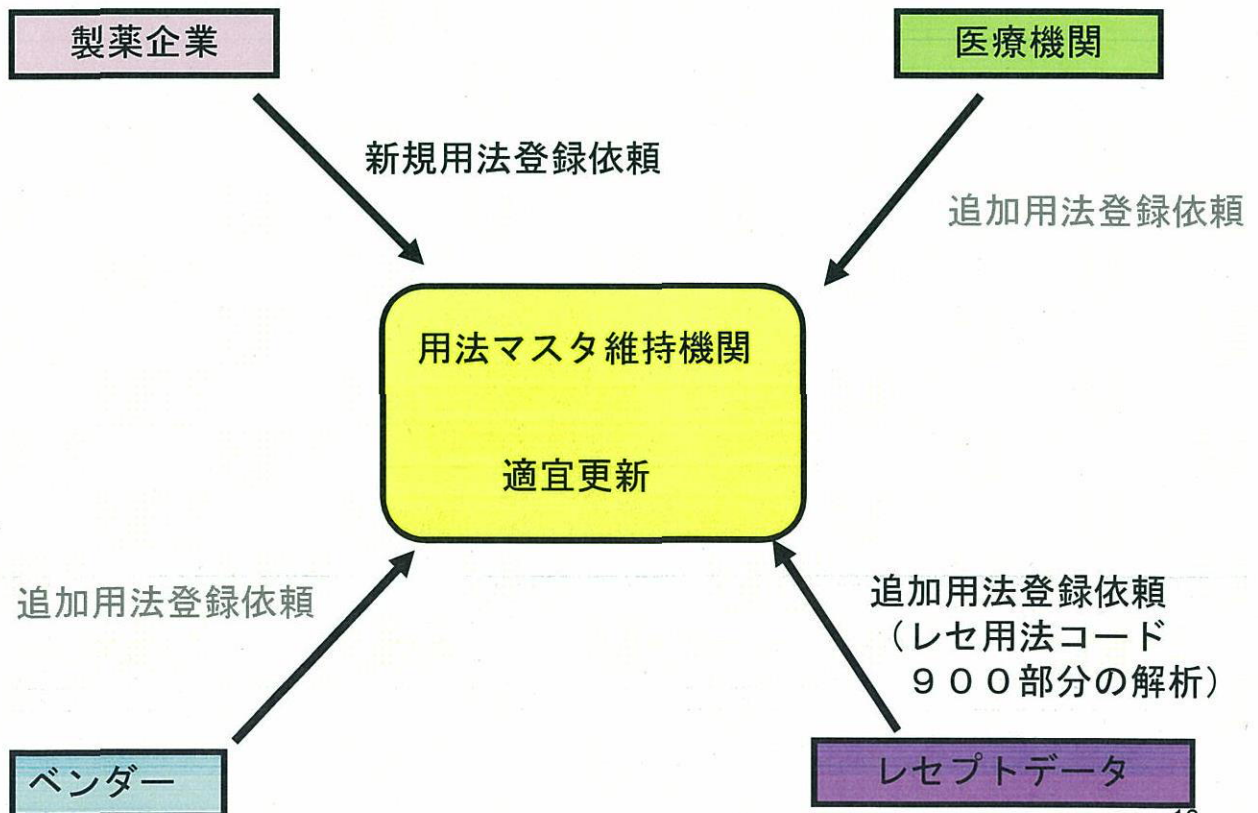 製薬企業
医療機関
新規用法登録依頼
追加用法登録依頼
用法マスタ維持機関
適宜更新
追加用法登録依頼
追加用法登録依頼
（レセ用法コード
９００部分の解析）
ベンダー
レセプトデータ